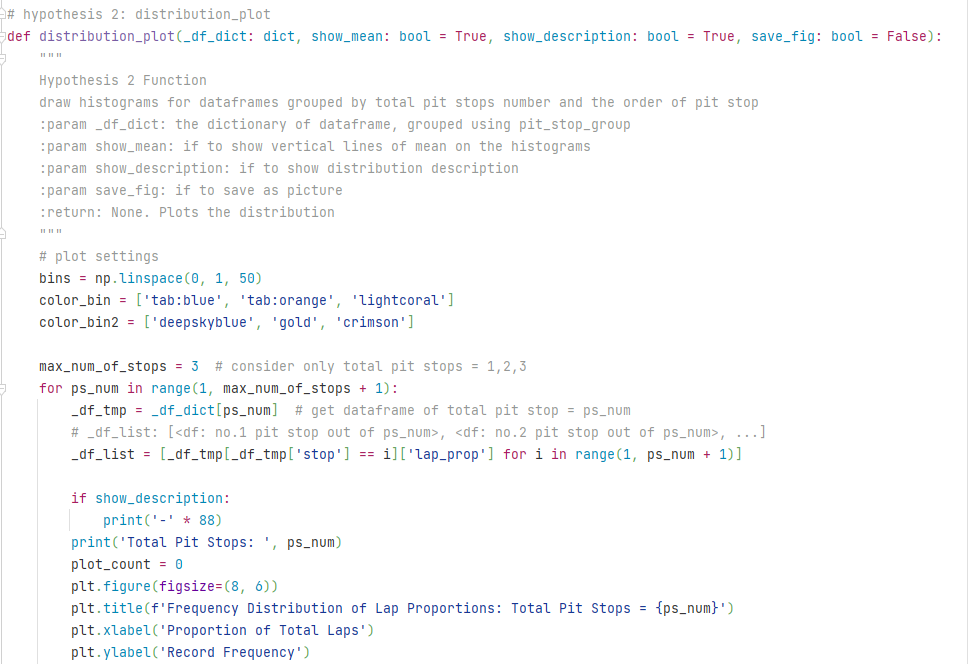 # hypothesis 2: distribution_plot
def distribution_plot(_df_dict: dict, show_mean: bool = True, show_description: bool = True, save_fig: bool = False):
    """
    Hypothesis 2 Function
    draw histograms for dataframes grouped by total pit stops number and the order of pit stop
    :param _df_dict: the dictionary of dataframe, grouped using pit_stop_group
    :param show_mean: if to show vertical lines of mean on the histograms
    :param show_description: if to show distribution description
    :param save_fig: if to save as picture
    :return: None. Plots the distribution
    """
    # plot settings
    bins = np.linspace(0, 1, 50)
    color_bin = ['tab:blue', 'tab:orange', 'lightcoral']
    color_bin2 = ['deepskyblue', 'gold', 'crimson']

    max_num_of_stops = 3  # consider only total pit stops = 1,2,3
    for ps_num in range(1, max_num_of_stops + 1):
        _df_tmp = _df_dict[ps_num]  # get dataframe of total pit stop = ps_num
        # _df_list: [<df: no.1 pit stop out of ps_num>, <df: no.2 pit stop out of ps_num>, ...]
        _df_list = [_df_tmp[_df_tmp['stop'] == i]['lap_prop'] for i in range(1, ps_num + 1)]

        if show_description:
            print('-' * 88)
        print('Total Pit Stops: ', ps_num)
        plot_count = 0
        plt.figure(figsize=(8, 6))
        plt.title(f'Frequency Distribution of Lap Proportions: Total Pit Stops = {ps_num}')
        plt.xlabel('Proportion of Total Laps')
        plt.ylabel('Record Frequency')